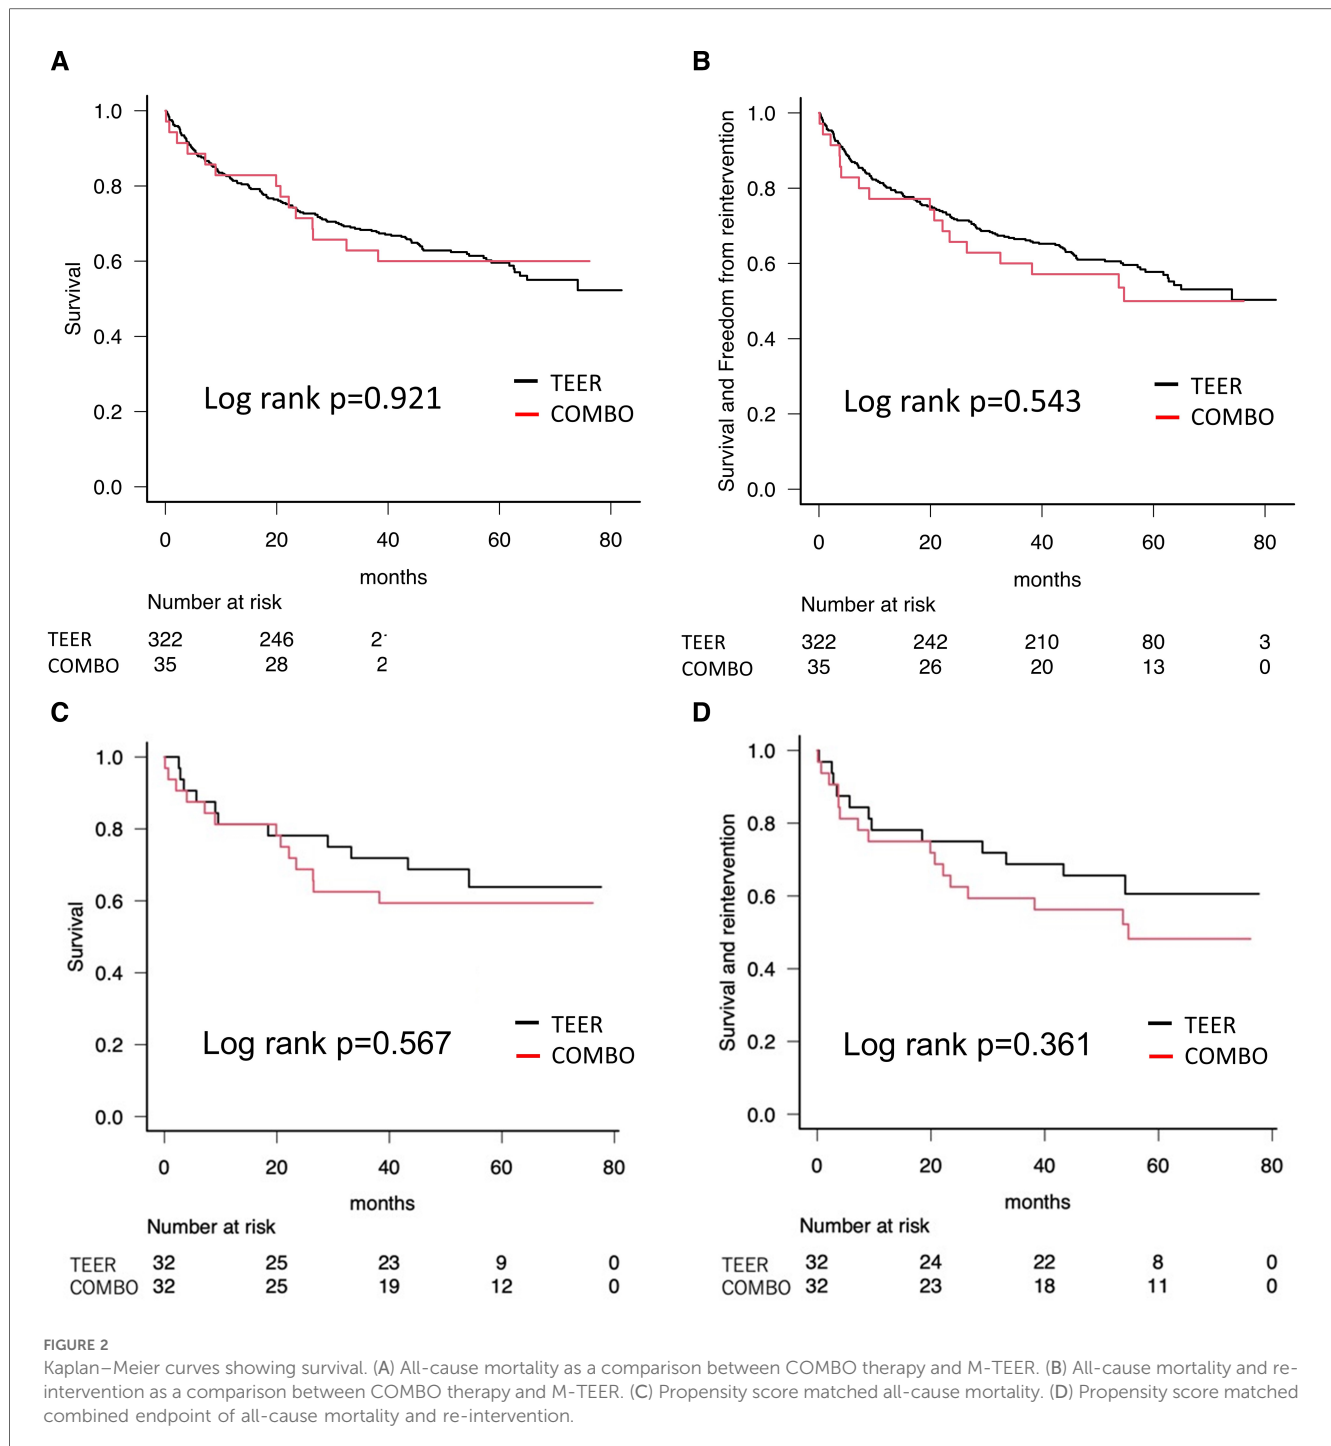 A
1.0
0.8
0.6
0.4
0.2
0.0
Survival
Log rank p=0.921
TEER
COMBO
0 20 40 60 80
months
Number at risk
TEER 322 246 2
COMBO 35 28 2
B
1.0
0.8
0.6
0.4
0.2
0.0
Survival and Freedom from reintervention
Log rank p=0.543
TEER
COMBO
0 20 40 60 80
months
Number at risk
TEER 322 242 210 80 3
COMBO 35 26 20 13 0
C
1.0
0.8
0.6
0.4
0.2
0.0
Survival
Log rank p=0.567
TEER
COMBO
0 20 40 60 80
months
Number at risk
TEER 32 25 23 9 0
COMBO 32 25 19 12 0
D
1.0
0.8
0.6
0.4
0.2
0.0
Survival and reintervention
Log rank p=0.361
TEER
COMBO
0 20 40 60 80
months
Number at risk
TEER 32 24 22 8 0
COMBO 32 23 18 11 0
FIGURE 2
Kaplan–Meier curves showing survival. (A) All-cause mortality as a comparison between COMBO therapy and M-TEER. (B) All-cause mortality and re-
intervention as a comparison between COMBO therapy and M-TEER. (C) Propensity score matched all-cause mortality. (D) Propensity score matched
combined endpoint of all-cause mortality and re-intervention.